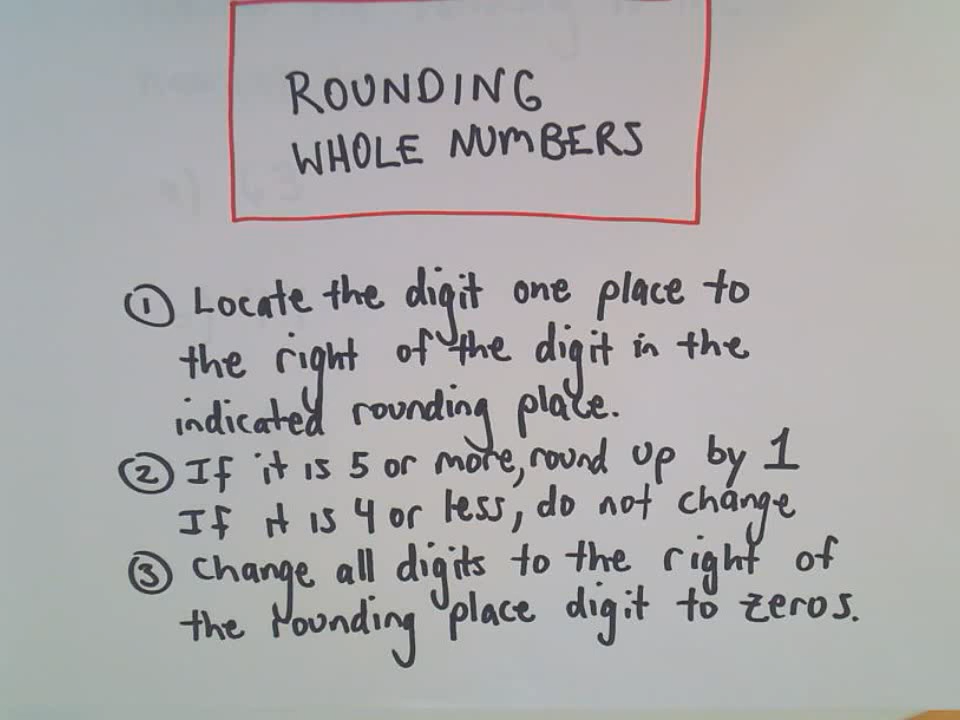 ROUNDING
WHOLE NUMBERS
① Locate the digit one place to
the right of the digit in the
indicated rounding place.
② If it is 5 or more, round up by 1
If it is 4 or less, do not change
③ Change all digits to the right of
the rounding place digit to zeros.